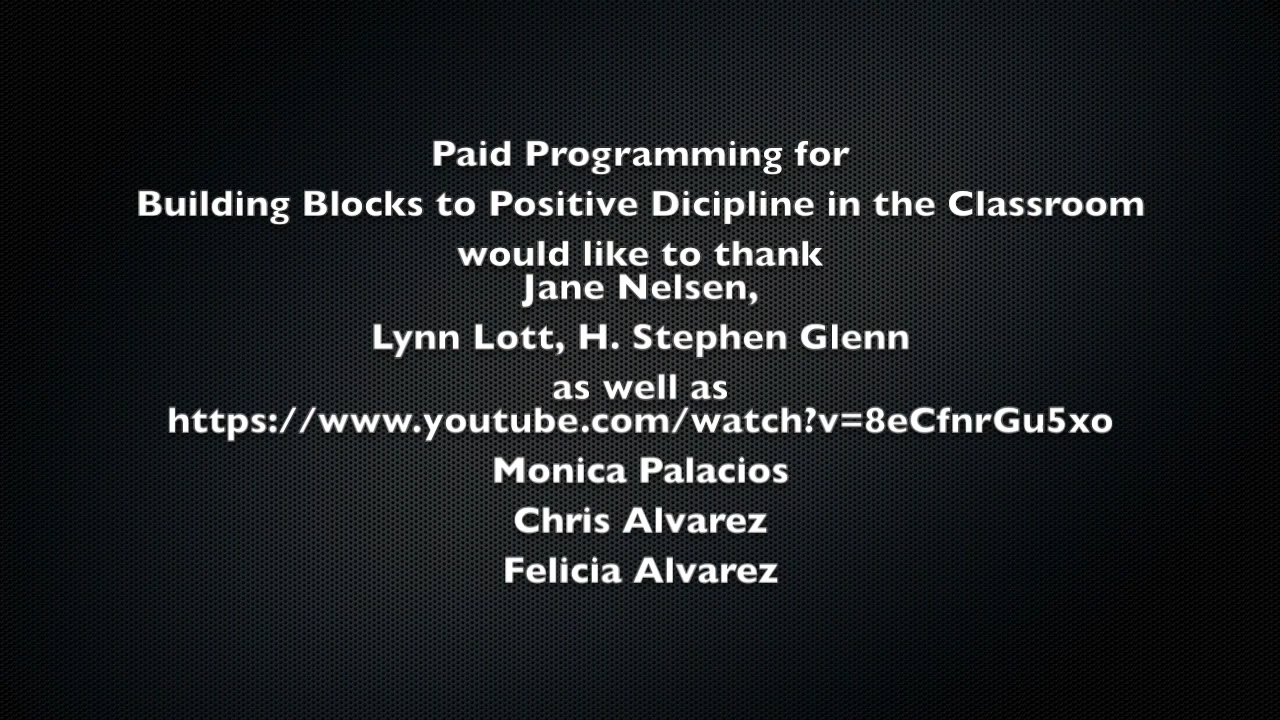 Paid Programming for
Building Blocks to Positive Dicipline in the Classroom
would like to thank
Jane Nelsen,
Lynn Lott, H. Stephen Glenn
as well as
https://www.youtube.com/watch?v=8eCfnrGu5xo
Monica Palacios
Chris Alvarez
Felicia Alvarez